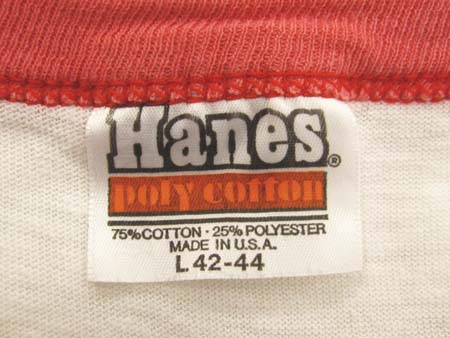 Hanes®
poly cotton
75% COTTON · 25% POLYESTER
MADE IN U.S.A.
L 42-44